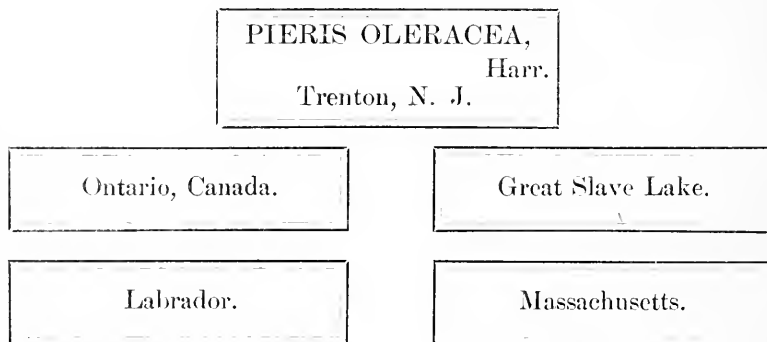 PIERIS OLERACEA,
Harr.
Trenton, N. J.
Ontario, Canada.
Great Slave Lake.
Labrador.
Massachusetts.